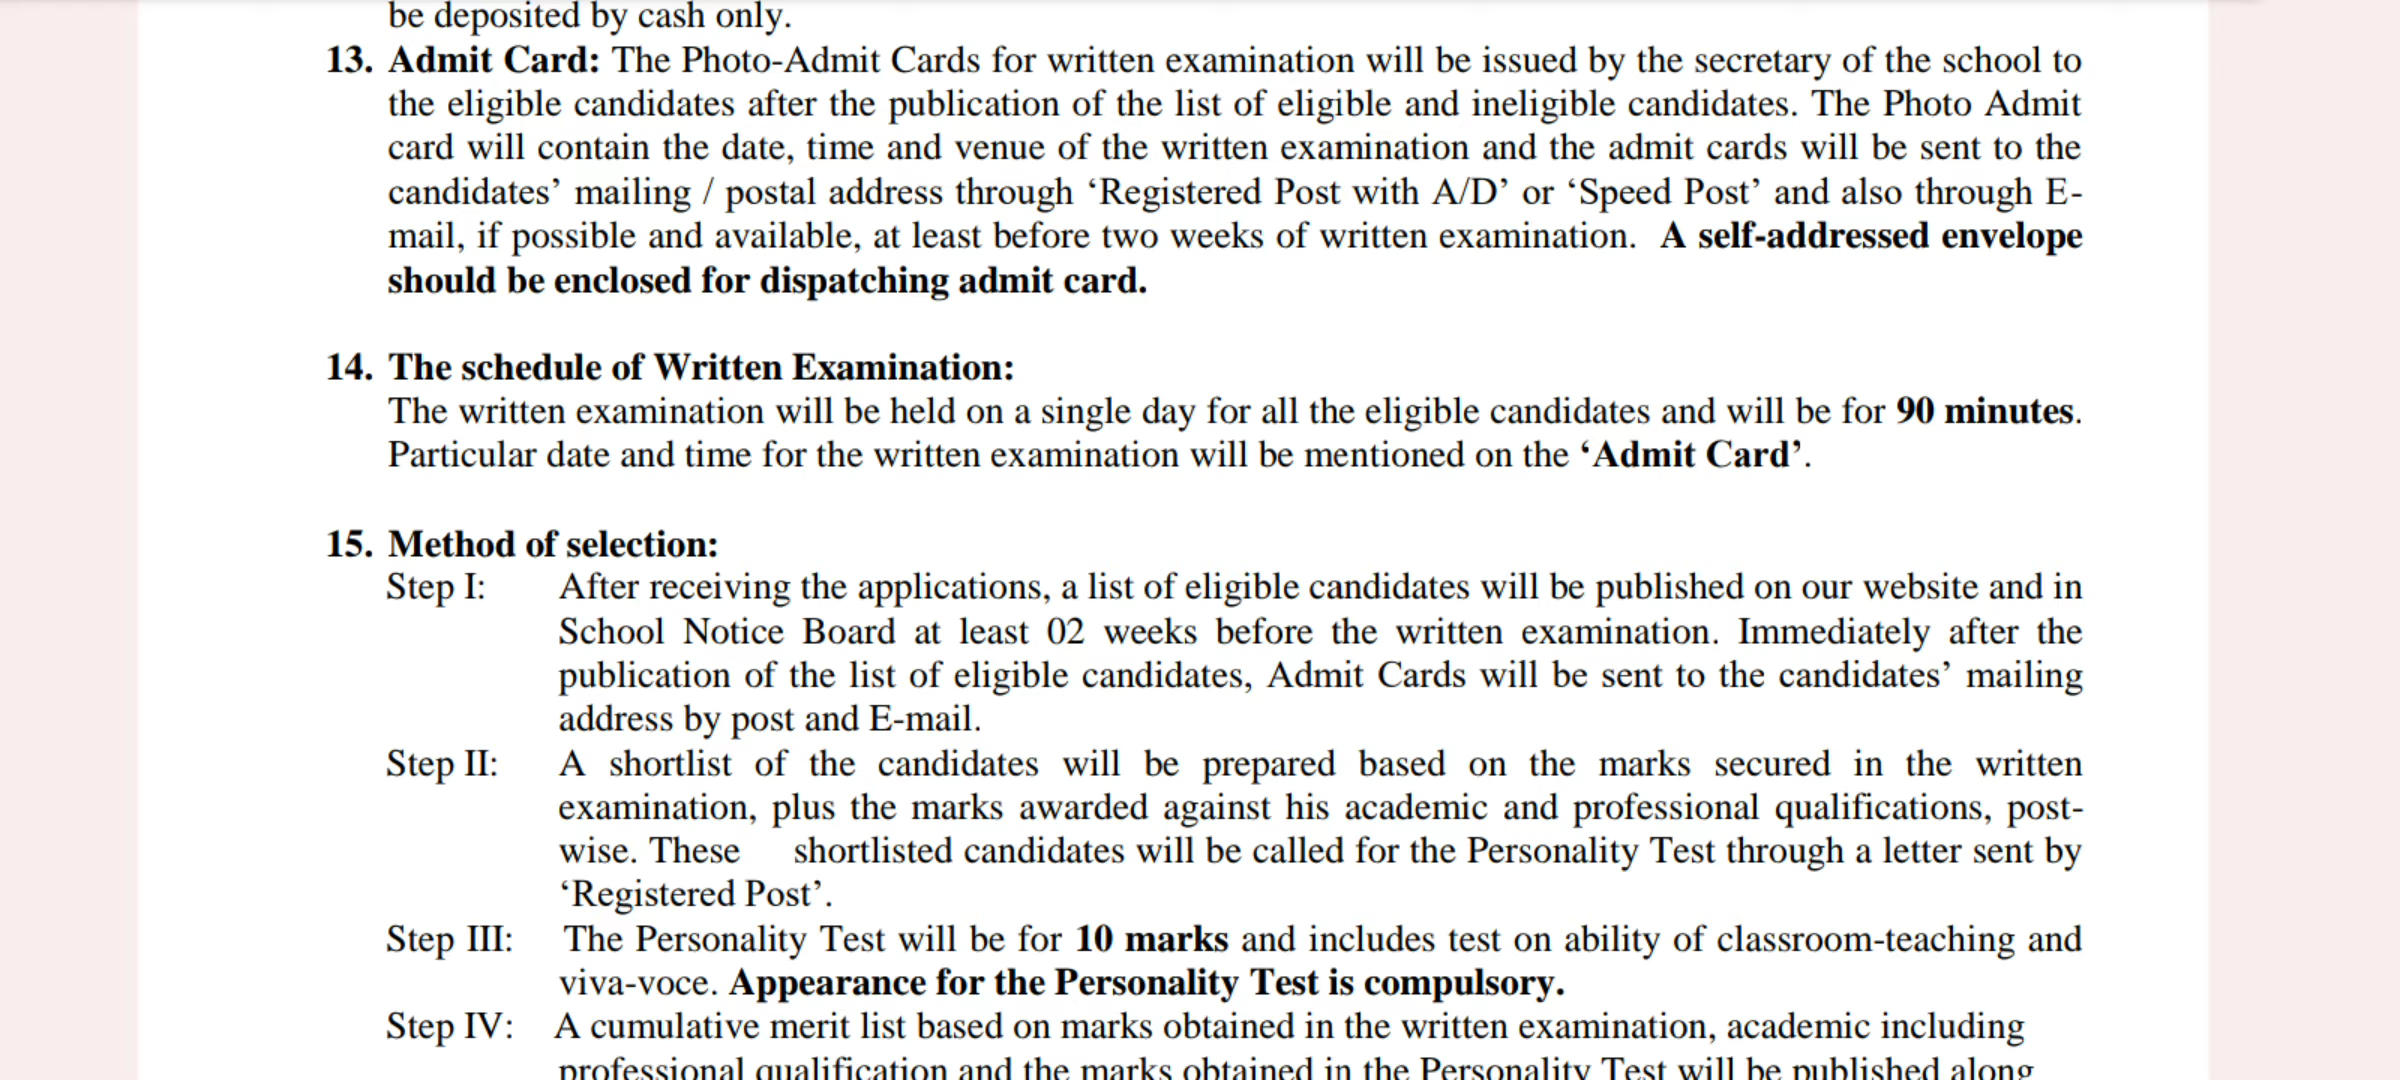 be deposited by cash only.
13. Admit Card: The Photo-Admit Cards for written examination will be issued by the secretary of the school to
the eligible candidates after the publication of the list of eligible and ineligible candidates. The Photo Admit
card will contain the date, time and venue of the written examination and the admit cards will be sent to the
candidates’ mailing / postal address through ‘Registered Post with A/D’ or ‘Speed Post’ and also through E-
mail, if possible and available, at least before two weeks of written examination. A self-addressed envelope
should be enclosed for dispatching admit card.
14. The schedule of Written Examination:
The written examination will be held on a single day for all the eligible candidates and will be for 90 minutes.
Particular date and time for the written examination will be mentioned on the ‘Admit Card’.
15. Method of selection:
Step I: After receiving the applications, a list of eligible candidates will be published on our website and in
School Notice Board at least 02 weeks before the written examination. Immediately after the
publication of the list of eligible candidates, Admit Cards will be sent to the candidates’ mailing
address by post and E-mail.
Step II: A shortlist of the candidates will be prepared based on the marks secured in the written
examination, plus the marks awarded against his academic and professional qualifications, post-
wise. These shortlisted candidates will be called for the Personality Test through a letter sent by
‘Registered Post’.
Step III: The Personality Test will be for 10 marks and includes test on ability of classroom-teaching and
viva-voce. Appearance for the Personality Test is compulsory.
Step IV: A cumulative merit list based on marks obtained in the written examination, academic including
professional qualification and the marks obtained in the Personality Test will be published along